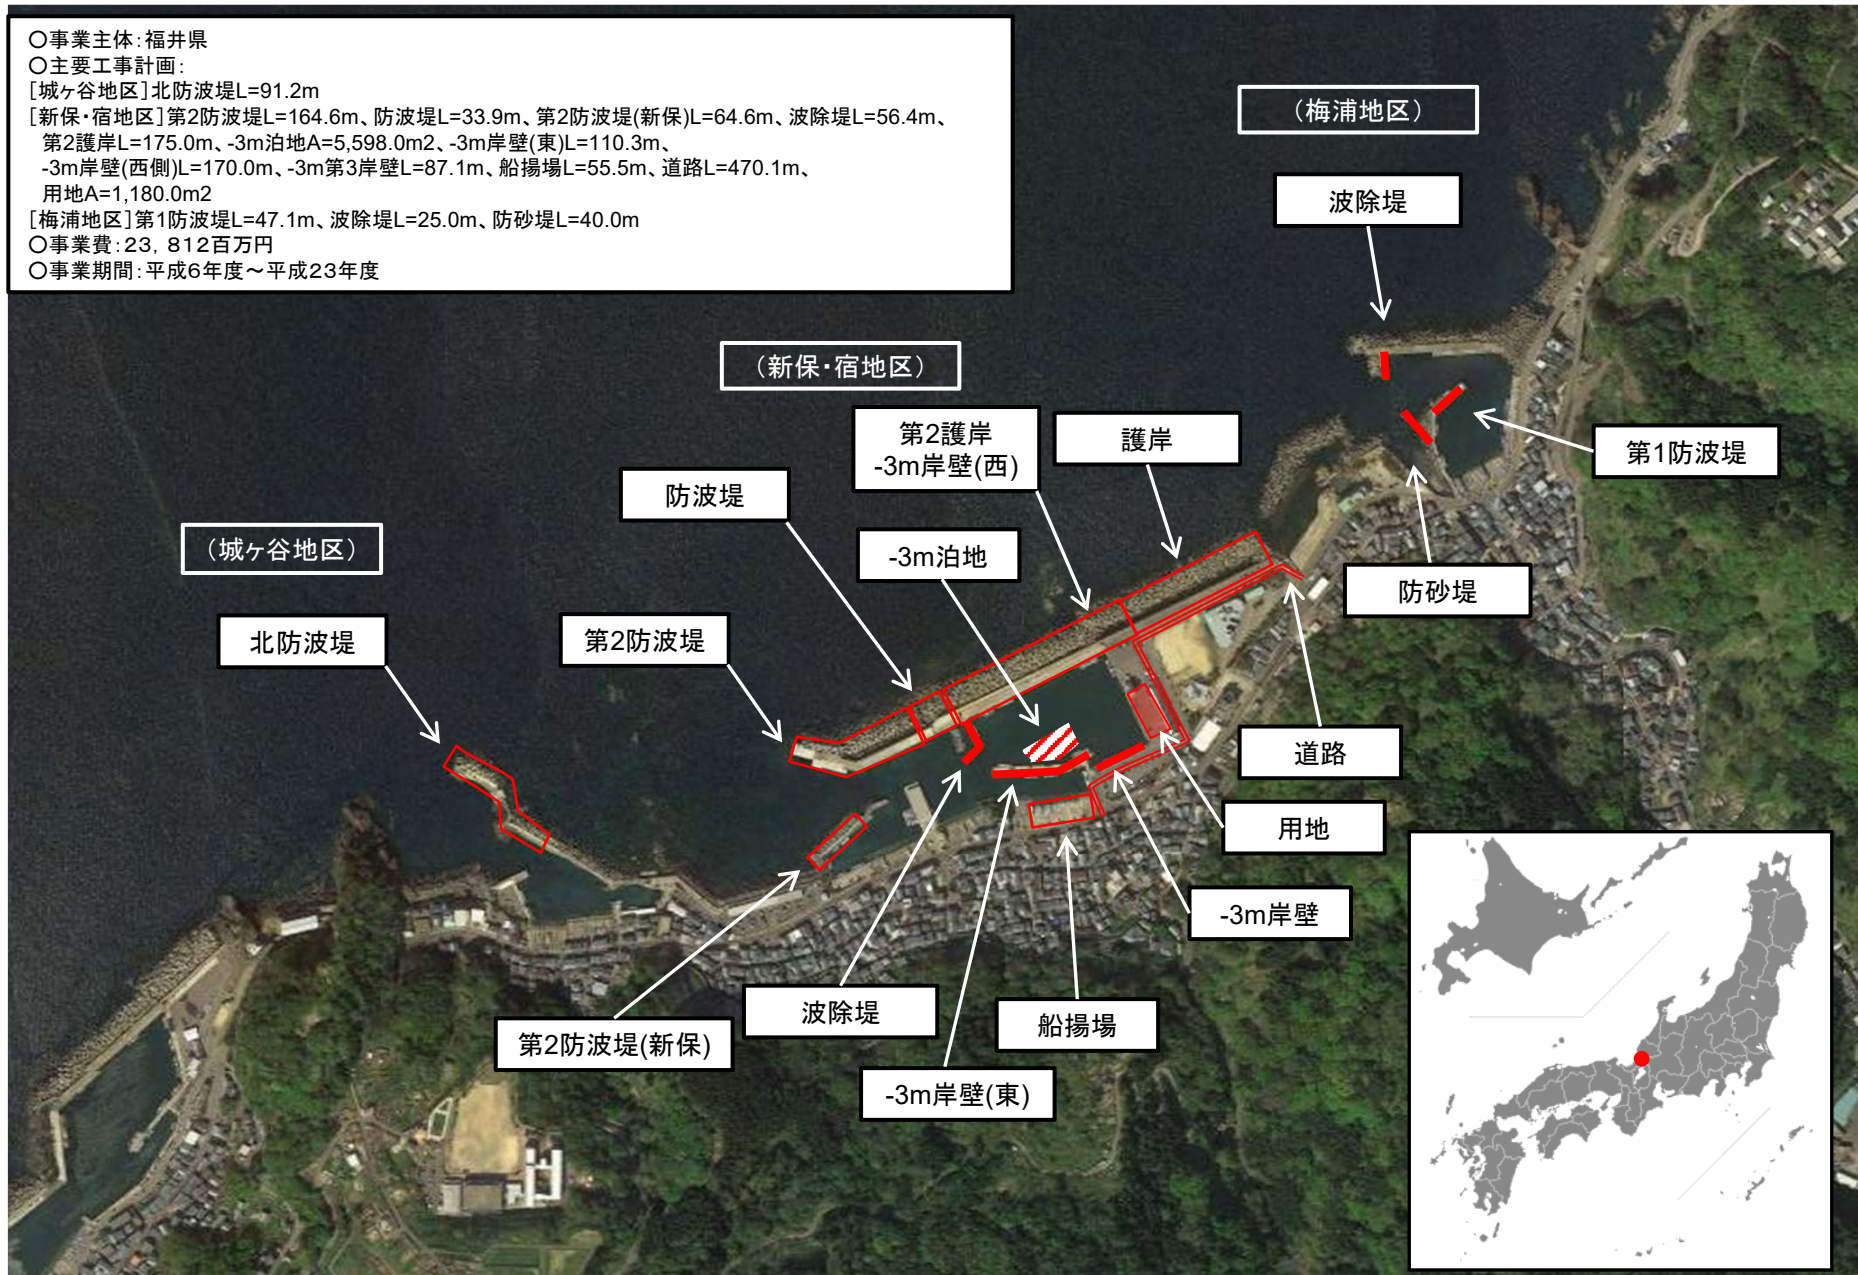 〇事業主体:福井県
〇主要工事計画:
[城ヶ谷地区]北防波堤L=91.2m
[新保・宿地区]第2防波堤L=164.6m、防波堤L=33.9m、第2防波堤(新保)L=64.6m、波除堤L=56.4m、
第2護岸L=175.0m、-3m泊地A=5,598.0m2、-3m岸壁(東)L=110.3m、
-3m岸壁(西側)L=170.0m、-3m第3岸壁L=87.1m、船揚場L=55.5m、道路L=470.1m、
用地A=1,180.0m2
[梅浦地区]第1防波堤L=47.1m、波除堤L=25.0m、防砂堤L=40.0m
〇事業費:23,812百万円
〇事業期間:平成6年度～平成23年度
（梅浦地区）
波除堤
（新保・宿地区）
第2護岸
-3m岸壁(西)
護岸
第1防波堤
防波堤
（城ヶ谷地区）
-3m泊地
防砂堤
北防波堤
第2防波堤
道路
用地
-3m岸壁
波除堤
船揚場
第2防波堤(新保)
-3m岸壁(東)